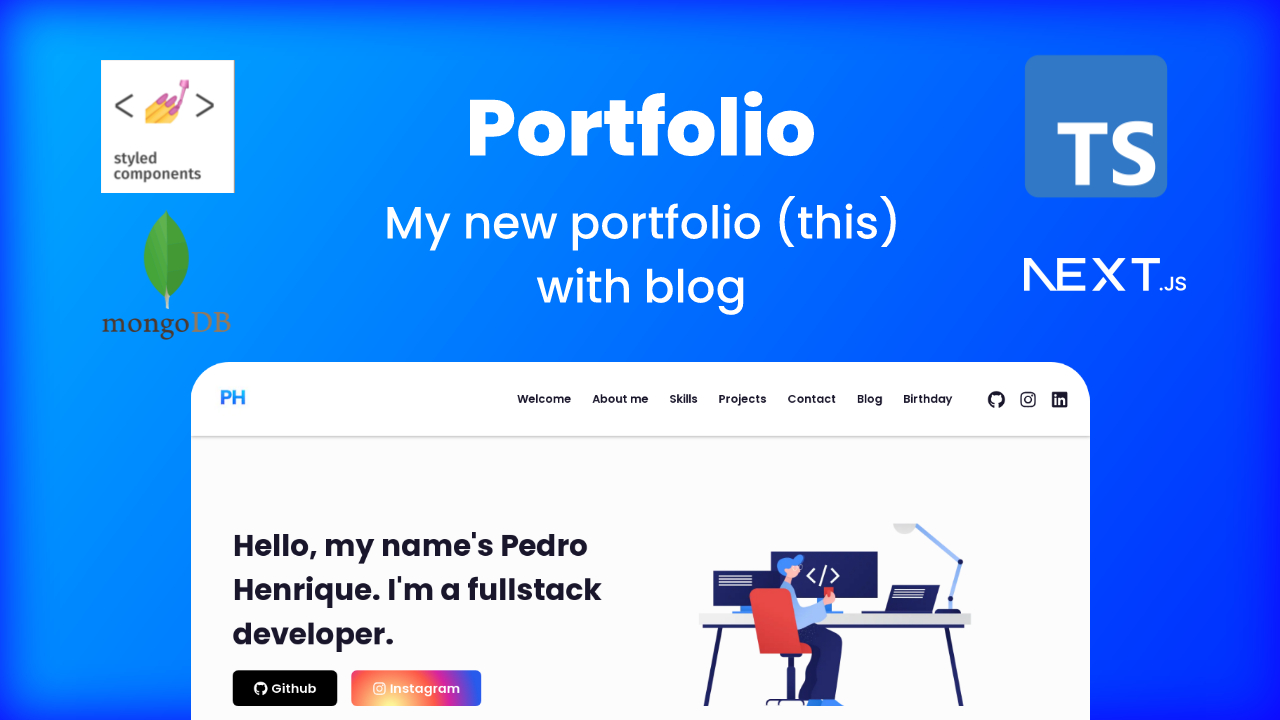 Portfolio
My new portfolio (this)
with blog
< >
styled
components
mongoDB
TS
NEXT.JS
PH
Welcome About me Skills Projects Contact Blog Birthday
Hello, my name's Pedro
Henrique. I'm a fullstack
developer.
</>
Github Instagram